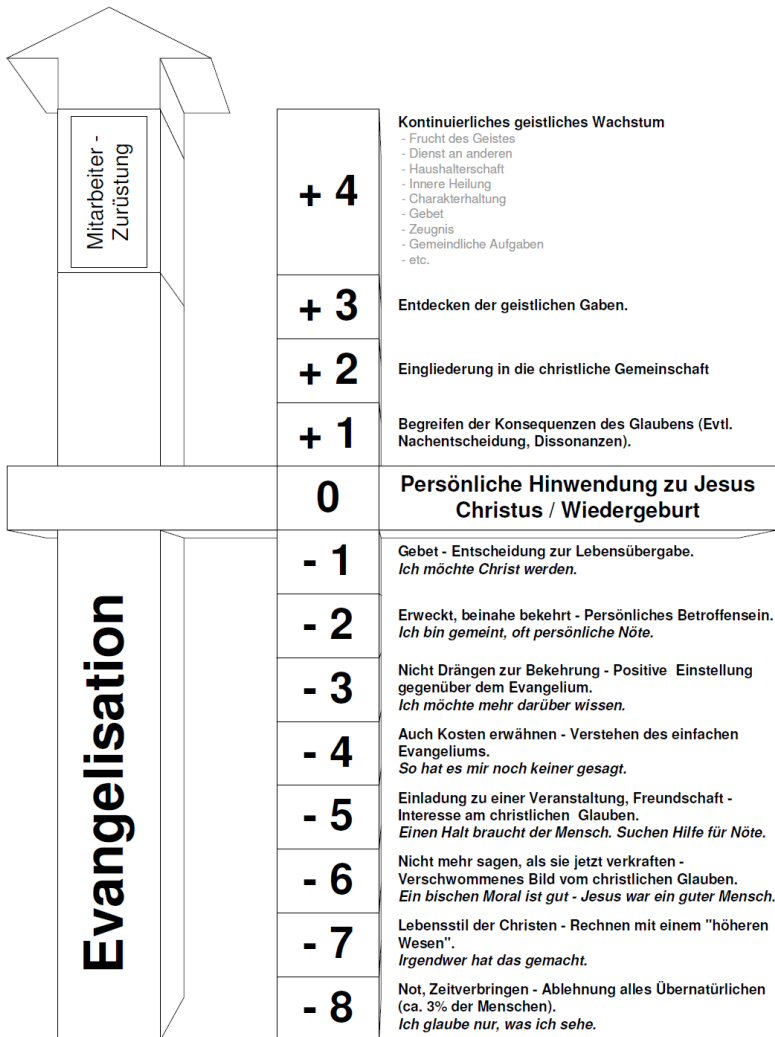 Mitarbeiter -
Zurüstung
+ 4
Kontinuierliches geistliches Wachstum
- Frucht des Geistes
- Dienst an anderen
- Haushalterschaft
- Innere Heilung
- Charakterhaltung
- Gebet
- Zeugnis
- Gemeindliche Aufgaben
- etc.
+ 3
Entdecken der geistlichen Gaben.
+ 2
Eingliederung in die christliche Gemeinschaft
+ 1
Begreifen der Konsequenzen des Glaubens (Evtl.
Nachentscheidung, Dissonanzen).
0
Persönliche Hinwendung zu Jesus
Christus / Wiedergeburt
Evangelisation
- 1
Gebet - Entscheidung zur Lebensübergabe.
Ich möchte Christ werden.
- 2
Erweckt, beinahe bekehrt - Persönliches Betroffensein.
Ich bin gemeint, oft persönliche Nöte.
- 3
Nicht Drängen zur Bekehrung - Positive Einstellung
gegenüber dem Evangelium.
Ich möchte mehr darüber wissen.
- 4
Auch Kosten erwähnen - Verstehen des einfachen
Evangeliums.
So hat es mir noch keiner gesagt.
- 5
Einladung zu einer Veranstaltung, Freundschaft -
Interesse am christlichen Glauben.
Einen Halt braucht der Mensch. Suchen Hilfe für Nöte.
- 6
Nicht mehr sagen, als sie jetzt verkraften -
Verschwommenes Bild vom christlichen Glauben.
Ein bischen Moral ist gut - Jesus war ein guter Mensch.
- 7
Lebensstil der Christen - Rechnen mit einem "höheren
Wesen".
Irgendwer hat das gemacht.
- 8
Not, Zeitverbringen - Ablehnung alles Übernatürlichen
(ca. 3% der Menschen).
Ich glaube nur, was ich sehe.